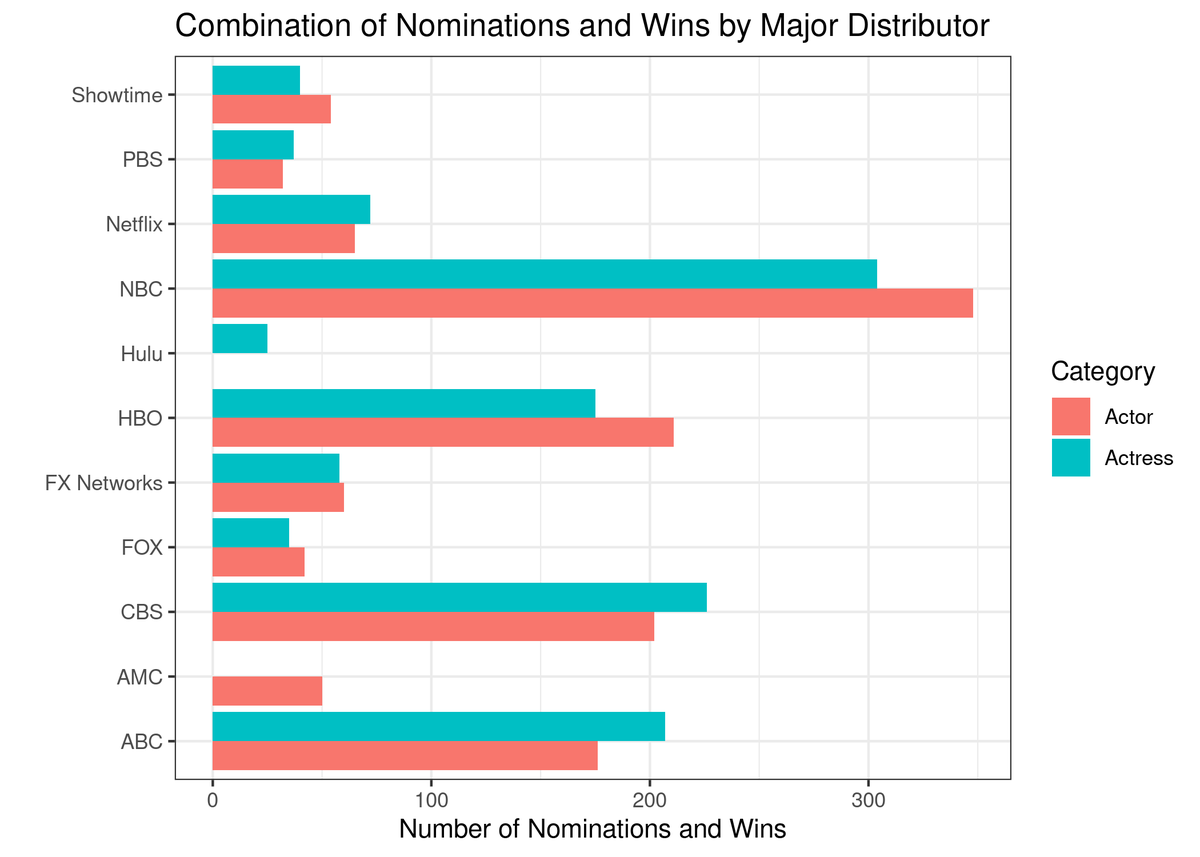 Combination of Nominations and Wins by Major Distributor
Showtime
PBS
Netflix
NBC
Hulu
HBO
FX Networks
FOX
CBS
AMC
ABC
0
100
200
300
Number of Nominations and Wins
Category
Actor
Actress